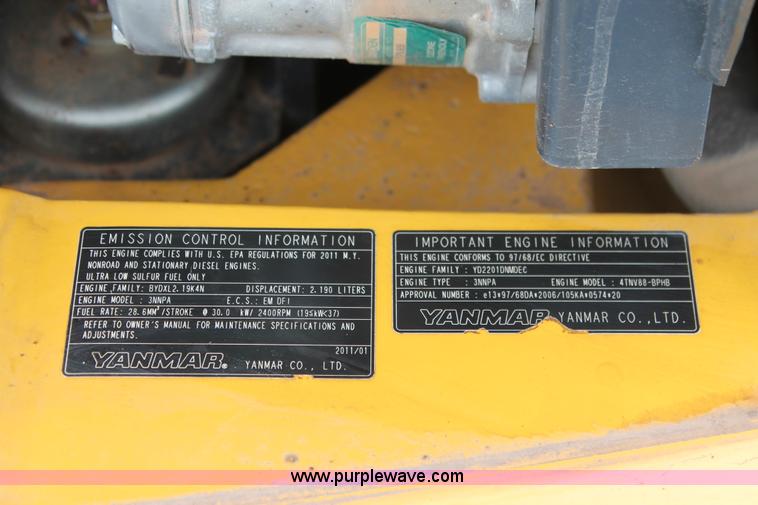 EMISSION CONTROL INFORMATION
THIS ENGINE COMPLIES WITH U.S. EPA REGULATIONS FOR 2011 M.Y.
NONROAD AND STATIONARY DIESEL ENGINES.
ULTRA LOW SULFUR FUEL ONLY
ENGINE FAMILY: BYDXL2.19K4N DISPLACEMENT: 2.190 LITERS
ENGINE MODEL: 3NNPA E.C.S.: EM DFI
FUEL RATE: 28.6MM³/STROKE @ 30.0 kW/ 2400RPM (19≤kW<37)
REFER TO OWNER'S MANUAL FOR MAINTENANCE SPECIFICATIONS AND
ADJUSTMENTS.
2011/01
YANMAR® YANMAR CO., LTD.
IMPORTANT ENGINE INFORMATION
THIS ENGINE CONFORMS TO 97/68/EC DIRECTIVE
ENGINE FAMILY : YD2201DNMDEC
ENGINE TYPE : 3NNPA ENGINE MODEL: 4TNV88-BPHB
APPROVAL NUMBER : e13*97/68DA*2006/105KA*0574*20
YANMAR YANMAR CO., LTD.
www.purplewave.com